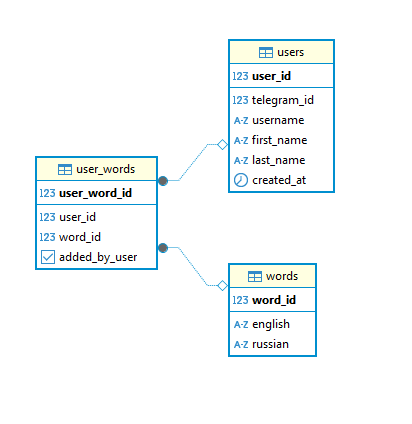 users
123 user_id
123 telegram_id
A-Z username
A-Z first_name
A-Z last_name
created_at
user_words
123 user_word_id
123 user_id
123 word_id
added_by_user
words
123 word_id
A-Z english
A-Z russian